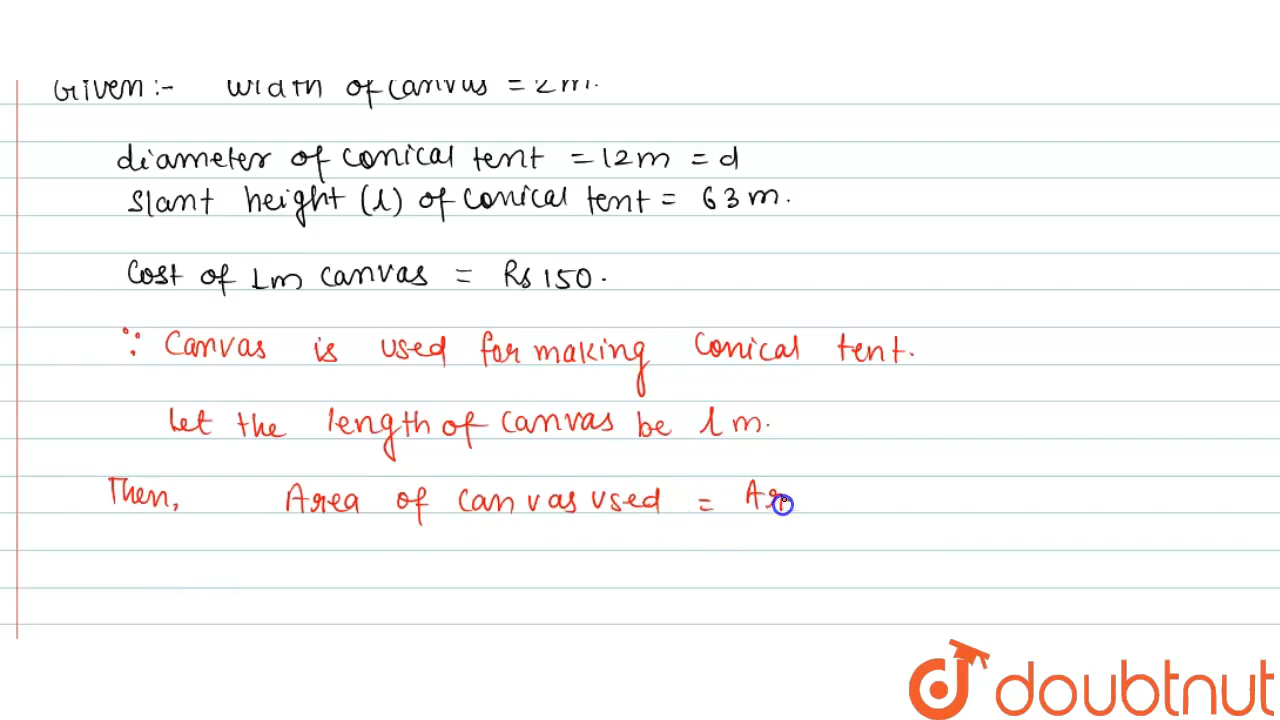 Given :- width of canvas = 2m.
diameter of conical tent = 12m = d
Slant height (l) of conical tent = 63m.
Cost of 1m canvas = Rs 150.
∵ Canvas is used for making conical tent.
Let the length of canvas be l m.
Then, Area of canvas used = Ar
doubtnut